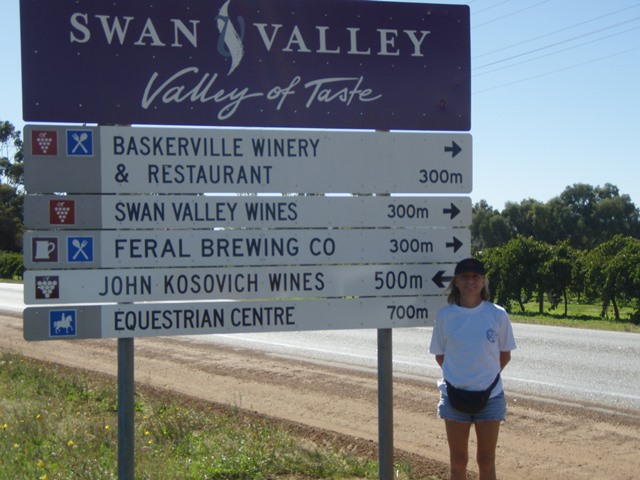 SWAN VALLEY
Valley of Taste
BASKERVILLE WINERY
& RESTAURANT 300m
SWAN VALLEY WINES 300m
FERAL BREWING CO 300m
JOHN KOSOVICH WINES 500m
EQUESTRIAN CENTRE 700m